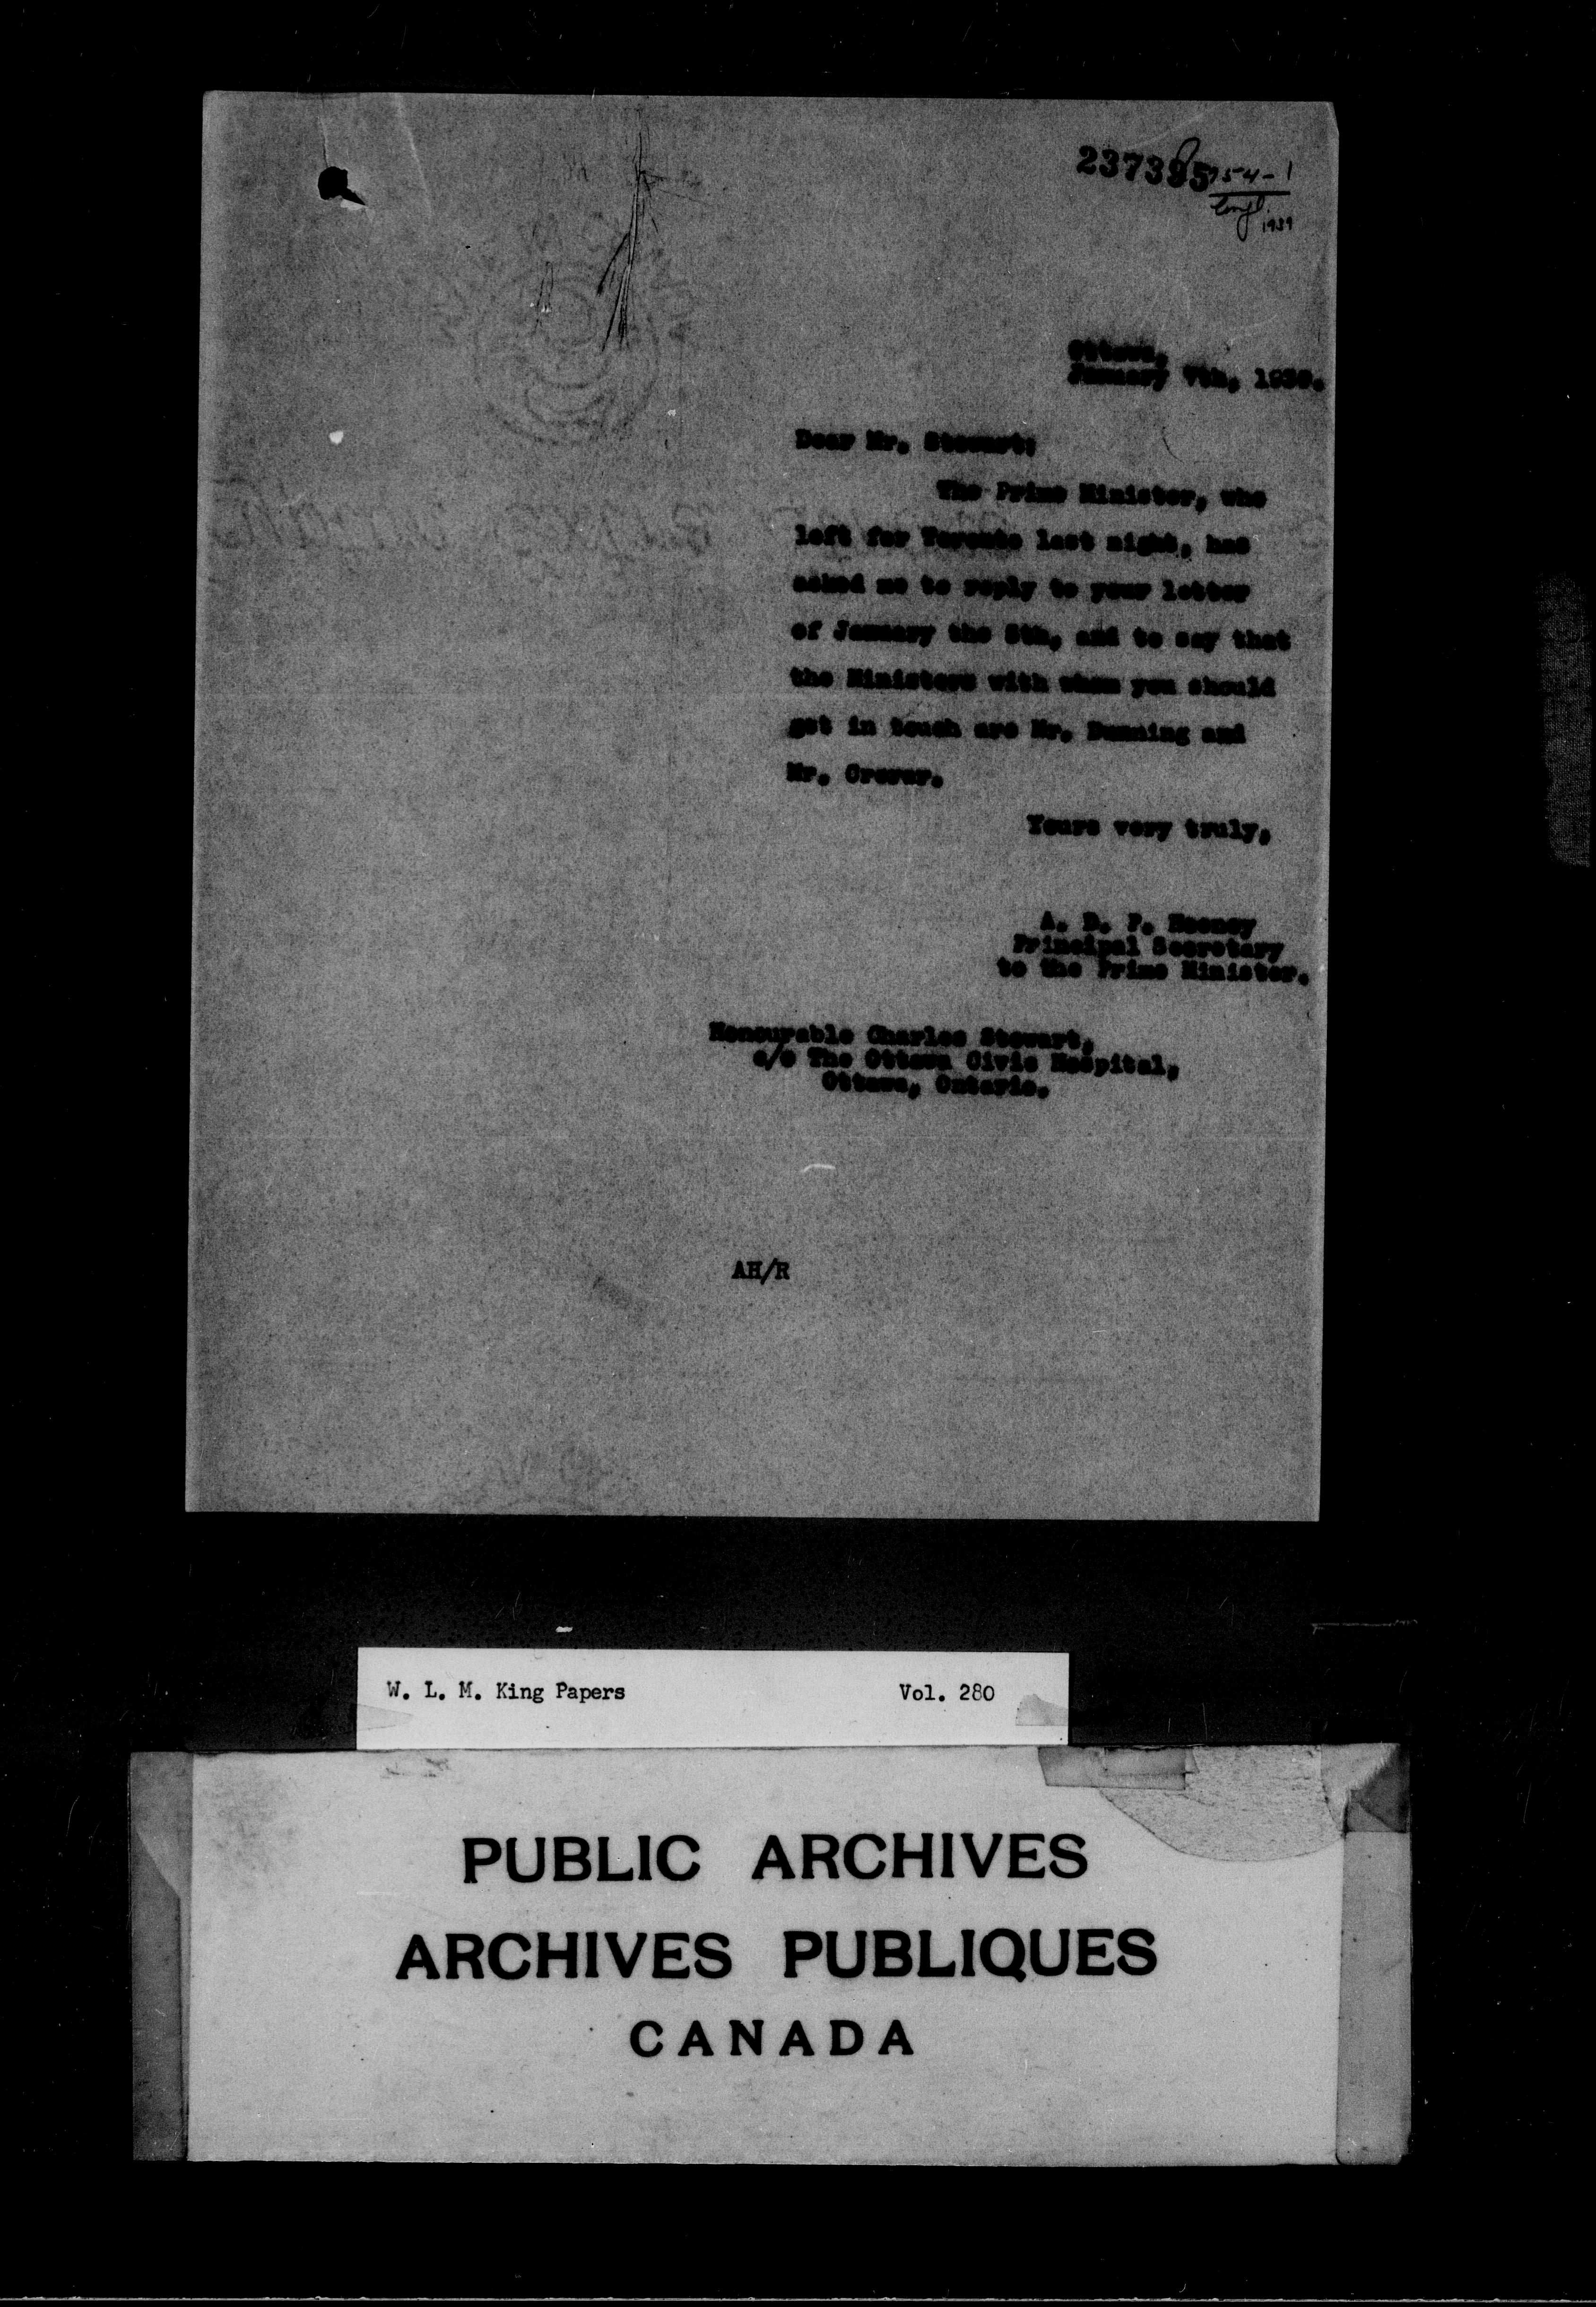 237395
54-1
1939
Ottawa,
January 7th, 1939.
Dear Mr. Stewart:
The Prime Minister, who
left for Toronto last night, has
asked me to reply to your letter
of January the 5th, and to say that
the Ministers with whom you should
get in touch are Mr. Dunning and
Mr. Crerar.
Yours very truly,
A. D. P. Heeney
Principal Secretary
to the Prime Minister.
Honourable Charles Stewart,
c/o The Ottawa Civic Hospital,
Ottawa, Ontario.
AH/R
W. L. M. King Papers Vol. 280
PUBLIC ARCHIVES
ARCHIVES PUBLIQUES
CANADA